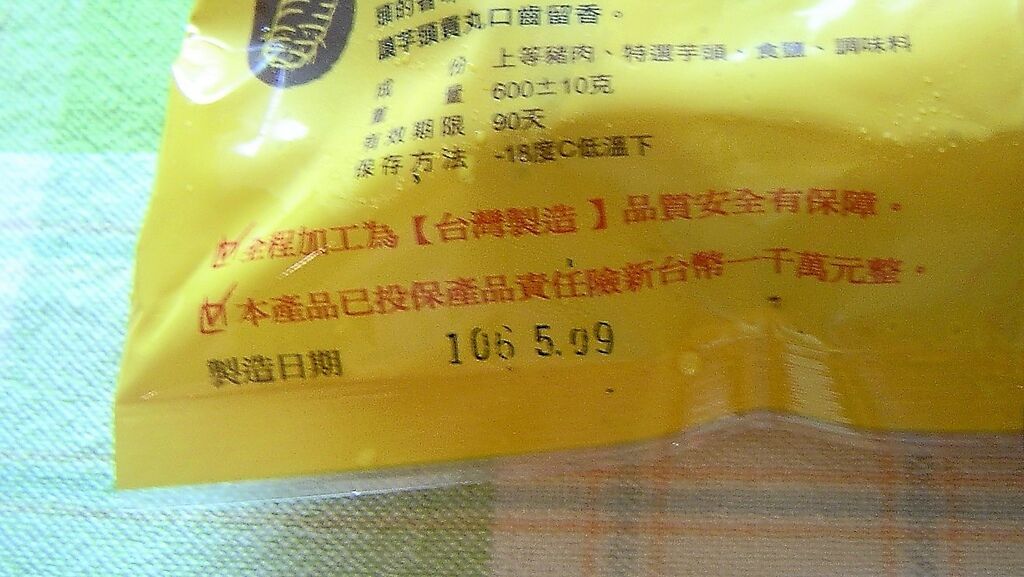 頭的香
讓芋頭貢丸口齒留香。
成份 上等豬肉、特選芋頭、食鹽、調味料
重量 600±10克
有效期限 90天
保存方法 -18度C低溫下
全程加工為【台灣製造】品質安全有保障。
本產品已投保產品責任險新台幣一千萬元整。
製造日期 106 5.09